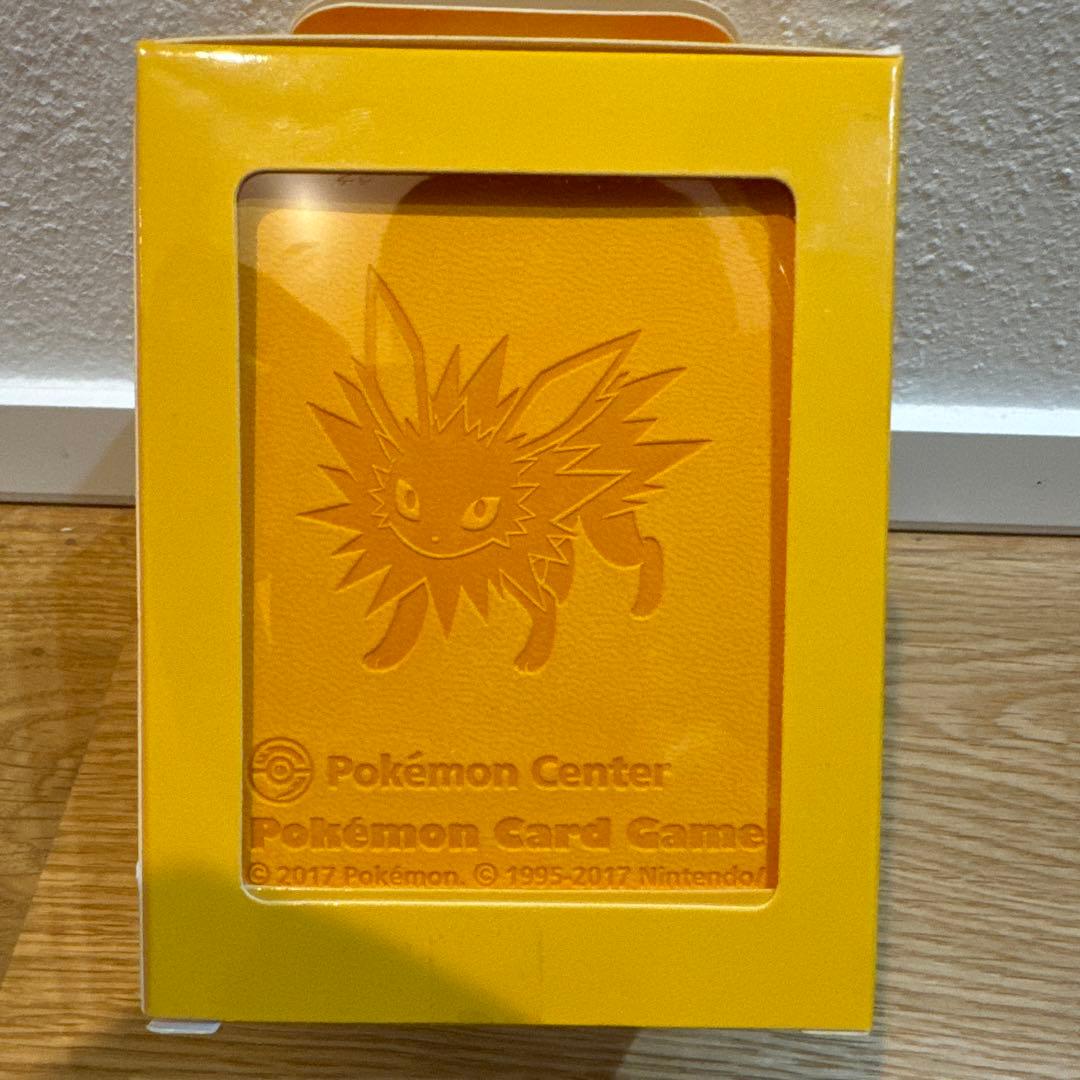 Pokémon Center
Pokémon Card Game
© 2017 Pokémon. © 1995-2017 Nintendo/